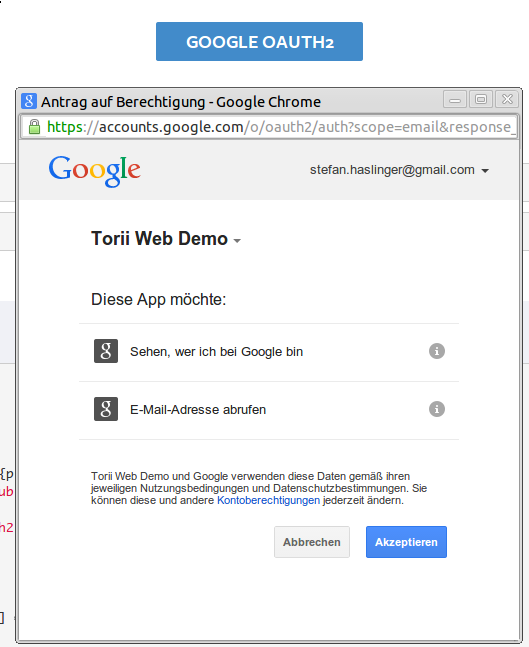 GOOGLE OAUTH2
Antrag auf Berechtigung - Google Chrome
https://accounts.google.com/o/oauth2/auth?scope=email&response_
Google
stefan.haslinger@gmail.com
Torii Web Demo
Diese App möchte:
g Sehen, wer ich bei Google bin
g E-Mail-Adresse abrufen
Torii Web Demo und Google verwenden diese Daten gemäß ihren
jeweiligen Nutzungsbedingungen und Datenschutzbestimmungen. Sie
können diese und andere Kontoberechtigungen jederzeit ändern.
Abbrechen Akzeptieren
{p
ub
h2
]